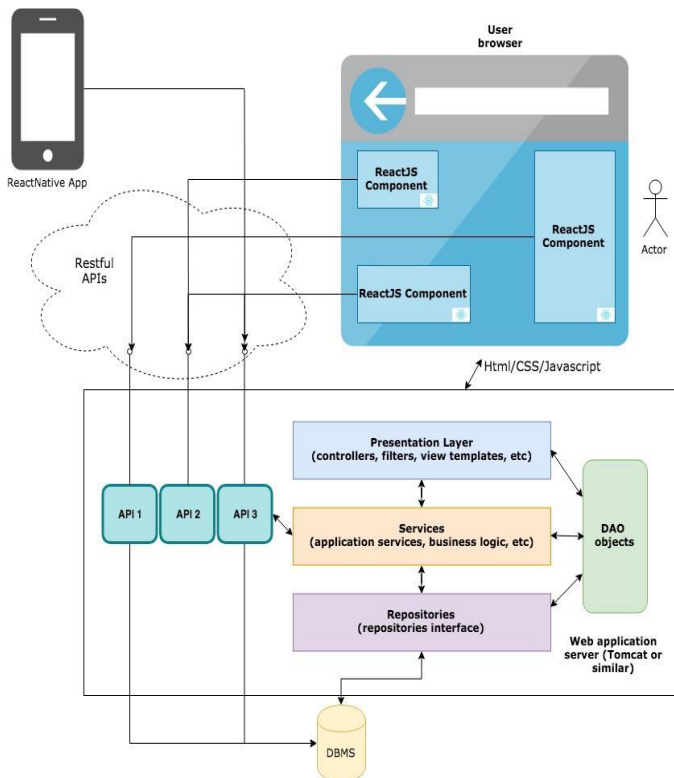 User
browser
ReactNative App
ReactJS
Component
ReactJS
Component
ReactJS Component
Actor
Restful
APIs
Html/CSS/Javascript
Presentation Layer
(controllers, filters, view templates, etc)
API 1
API 2
API 3
Services
(application services, business logic, etc)
DAO
objects
Repositories
(repositories interface)
Web application
server (Tomcat or
similar)
DBMS